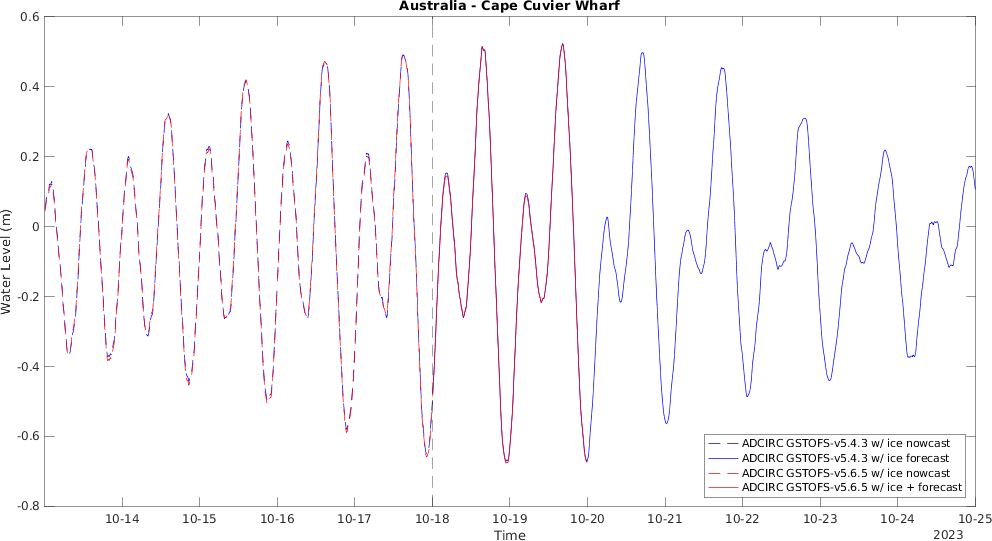 Australia - Cape Cuvier Wharf
0.6
0.4
0.2
0
-0.2
-0.4
-0.6
-0.8
Water Level (m)
ADCIRC GSTOFS-v5.4.3 w/ ice nowcast
ADCIRC GSTOFS-v5.4.3 w/ ice forecast
ADCIRC GSTOFS-v5.6.5 w/ ice nowcast
ADCIRC GSTOFS-v5.6.5 w/ ice + forecast
10-14 10-15 10-16 10-17 10-18 10-19 10-20 10-21 10-22 10-23 10-24 10-25
Time
2023